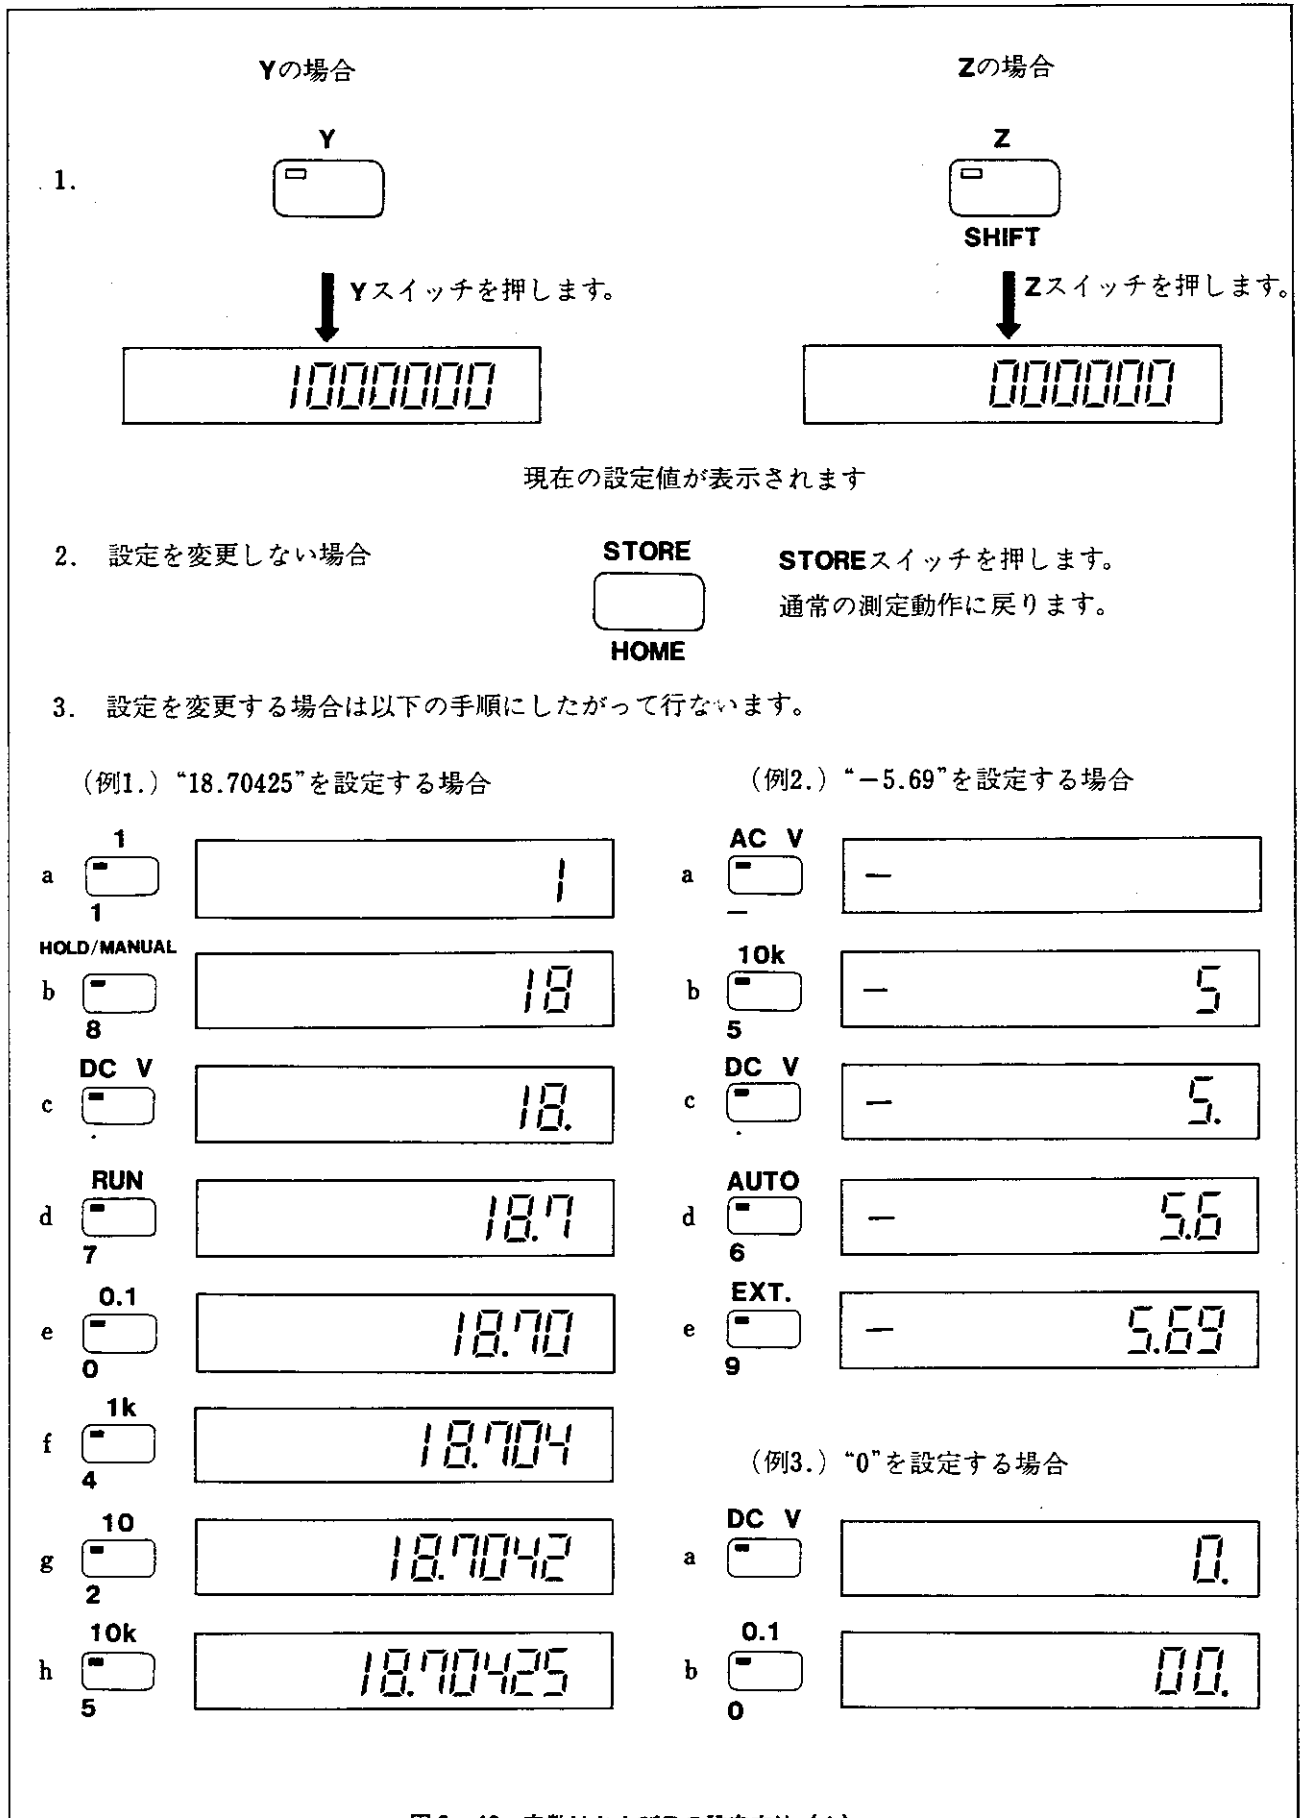 Yの場合
Zの場合
1.
Y
Z
SHIFT
Yスイッチを押します。
Zスイッチを押します。
1000000
000000
現在の設定値が表示されます
2. 設定を変更しない場合
STORE
HOME
STOREスイッチを押します。
通常の測定動作に戻ります。
3. 設定を変更する場合は以下の手順にしたがって行ないます。
(例1.) “18.70425”を設定する場合
a
1
1
1
b
HOLD/MANUAL
8
18
c
DC V
.
18.
d
RUN
7
18.7
e
0.1
0
18.70
f
1k
4
18.704
g
10
2
18.7042
h
10k
5
18.70425
(例2.) “−5.69”を設定する場合
a
AC V
−
−
b
10k
5
− 5
c
DC V
.
− 5.
d
AUTO
6
− 5.6
e
EXT.
9
− 5.69
(例3.) “0”を設定する場合
a
DC V
0.
b
0.1
0
00.